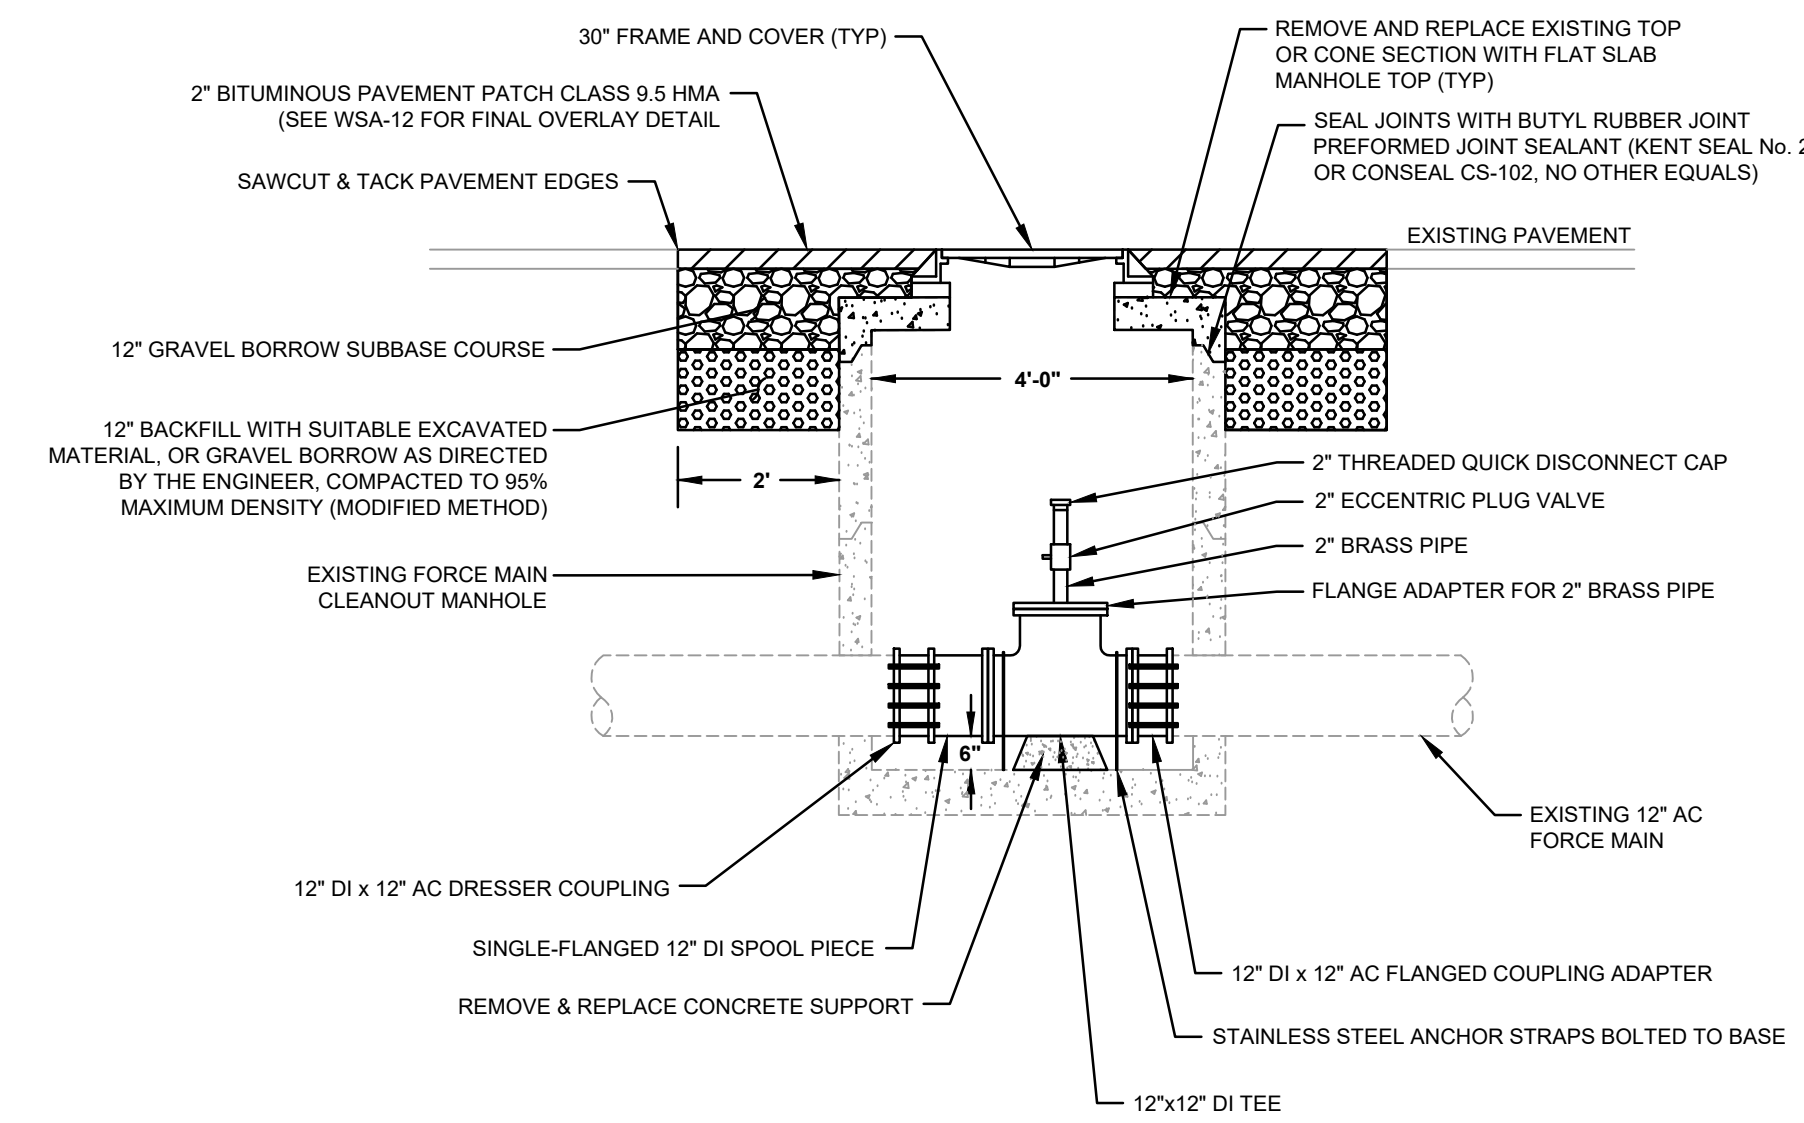 30" FRAME AND COVER (TYP)
REMOVE AND REPLACE EXISTING TOP
OR CONE SECTION WITH FLAT SLAB
MANHOLE TOP (TYP)
2" BITUMINOUS PAVEMENT PATCH CLASS 9.5 HMA
(SEE WSA-12 FOR FINAL OVERLAY DETAIL
SEAL JOINTS WITH BUTYL RUBBER JOINT
PREFORMED JOINT SEALANT (KENT SEAL No. 2
OR CONSEAL CS-102, NO OTHER EQUALS)
SAWCUT & TACK PAVEMENT EDGES
EXISTING PAVEMENT
12" GRAVEL BORROW SUBBASE COURSE
4'-0"
12" BACKFILL WITH SUITABLE EXCAVATED
MATERIAL, OR GRAVEL BORROW AS DIRECTED
BY THE ENGINEER, COMPACTED TO 95%
MAXIMUM DENSITY (MODIFIED METHOD)
2'
2" THREADED QUICK DISCONNECT CAP
2" ECCENTRIC PLUG VALVE
2" BRASS PIPE
FLANGE ADAPTER FOR 2" BRASS PIPE
EXISTING FORCE MAIN
CLEANOUT MANHOLE
6"
EXISTING 12" AC
FORCE MAIN
12" DI x 12" AC DRESSER COUPLING
SINGLE-FLANGED 12" DI SPOOL PIECE
12" DI x 12" AC FLANGED COUPLING ADAPTER
REMOVE & REPLACE CONCRETE SUPPORT
STAINLESS STEEL ANCHOR STRAPS BOLTED TO BASE
12"x12" DI TEE